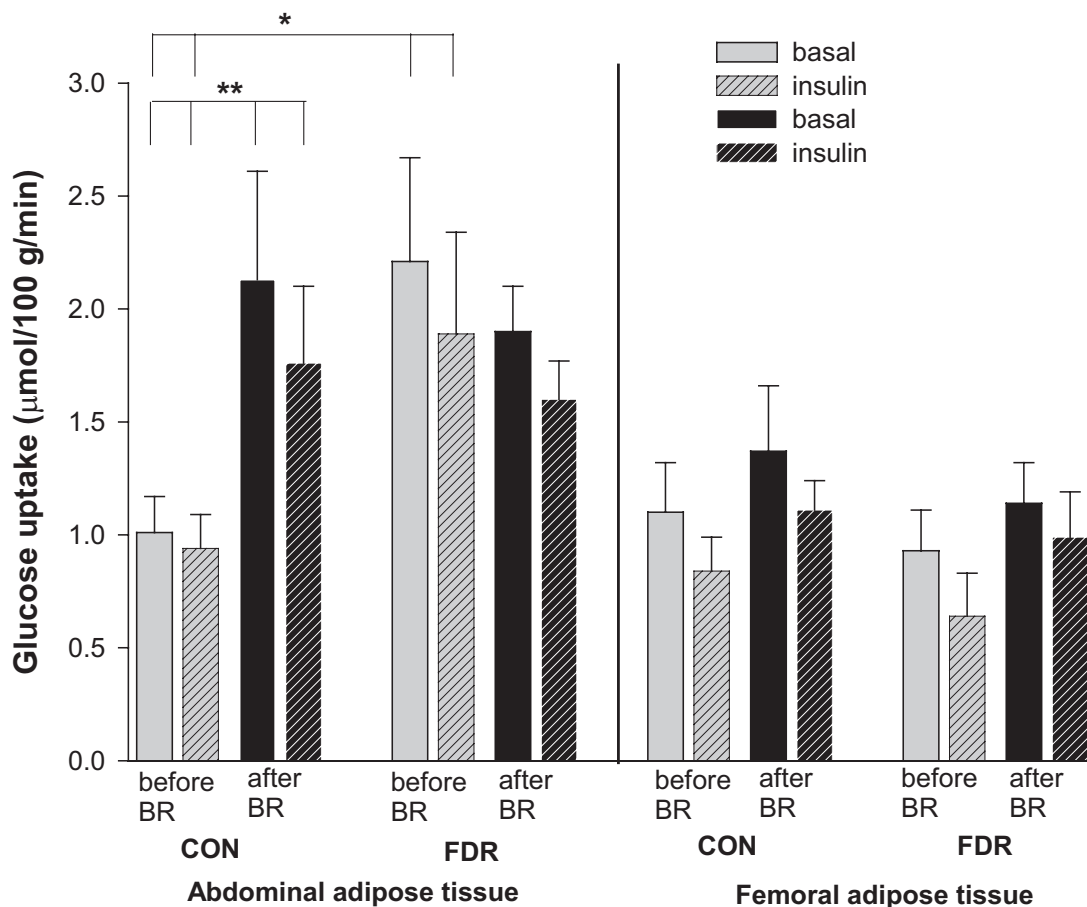 *
**
basal
insulin
basal
insulin
Glucose uptake (μmol/100 g/min)
3.0
2.5
2.0
1.5
1.0
0.5
0.0
before BR
after BR
before BR
after BR
before BR
after BR
before BR
after BR
CON
FDR
CON
FDR
Abdominal adipose tissue
Femoral adipose tissue